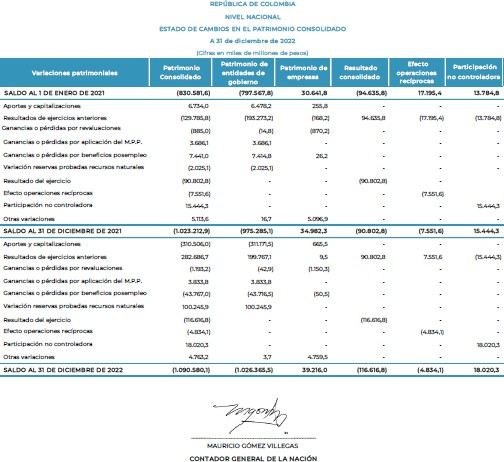 REPÚBLICA DE COLOMBIA
NIVEL NACIONAL
ESTADO DE CAMBIOS EN EL PATRIMONIO CONSOLIDADO
A 31 de diciembre de 2022
(Cifras en miles de millones de pesos)
Variaciones patrimoniales Patrimonio Consolidado Patrimonio de entidades de gobierno Patrimonio de empresas Resultado consolidado Efecto operaciones recíprocas Participación no controladora
SALDO AL 1 DE ENERO DE 2021 (830.581,6) (797.567,8) 30.641,8 (94.635,8) 17.195,4 13.784,8
Aportes y capitalizaciones 6.734,0 6.478,2 255,8 - - -
Resultados de ejercicios anteriores (129.785,8) (193.273,2) (168,2) 94.635,8 (17.195,4) (13.784,8)
Ganancias o pérdidas por revaluaciones (885,0) (14,8) (870,2) - - -
Ganancias o pérdidas por aplicación del M.P.P. 3.686,1 3.686,1 - - - -
Ganancias o pérdidas por beneficios posempleo 7.441,0 7.414,8 26,2 - - -
Variación reservas probadas recursos naturales (2.025,1) (2.025,1) - - - -
Resultado del ejercicio (90.802,8) - - (90.802,8) - -
Efecto operaciones recíprocas (7.551,6) - - - (7.551,6) -
Participación no controladora 15.444,3 - - - - 15.444,3
Otras variaciones 5.113,6 16,7 5.096,9 - - -
SALDO AL 31 DE DICIEMBRE DE 2021 (1.023.212,9) (975.285,1) 34.982,3 (90.802,8) (7.551,6) 15.444,3
Aportes y capitalizaciones (310.506,0) (311.171,5) 665,5 - - -
Resultados de ejercicios anteriores 282.686,7 199.767,1 9,5 90.802,8 7.551,6 (15.444,3)
Ganancias o pérdidas por revaluaciones (1.193,2) (42,9) (1.150,3) - - -
Ganancias o pérdidas por aplicación del M.P.P. 3.833,8 3.833,8 - - - -
Ganancias o pérdidas por beneficios posempleo (43.767,0) (43.716,5) (50,5) - - -
Variación reservas probadas recursos naturales 100.245,9 100.245,9 - - - -
Resultado del ejercicio (116.616,8) - - (116.616,8) - -
Efecto operaciones recíprocas (4.834,1) - - - (4.834,1) -
Participación no controladora 18.020,3 - - - - 18.020,3
Otras variaciones 4.763,2 3,7 4.759,5 - - -
SALDO AL 31 DE DICIEMBRE DE 2022 (1.090.580,1) (1.026.365,5) 39.216,0 (116.616,8) (4.834,1) 18.020,3
MAURICIO GÓMEZ VILLEGAS
CONTADOR GENERAL DE LA NACIÓN